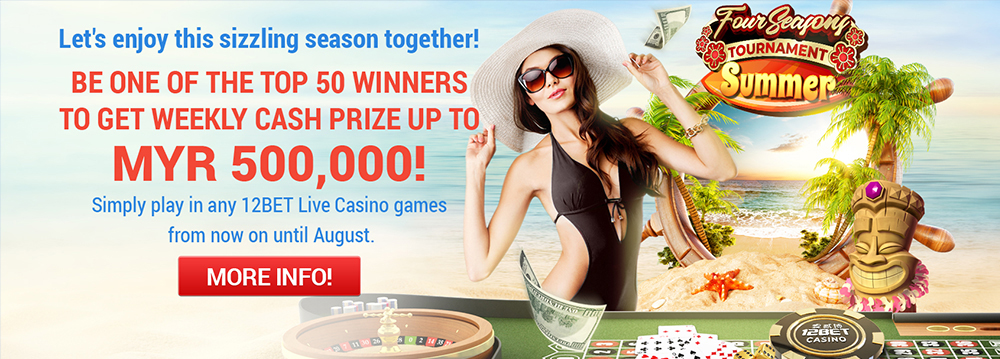 Let's enjoy this sizzling season together!
BE ONE OF THE TOP 50 WINNERS
TO GET WEEKLY CASH PRIZE UP TO
MYR 500,000!
Simply play in any 12BET Live Casino games
from now on until August.
MORE INFO!
Four Seasons
TOURNAMENT
Summer
12BET
CASINO